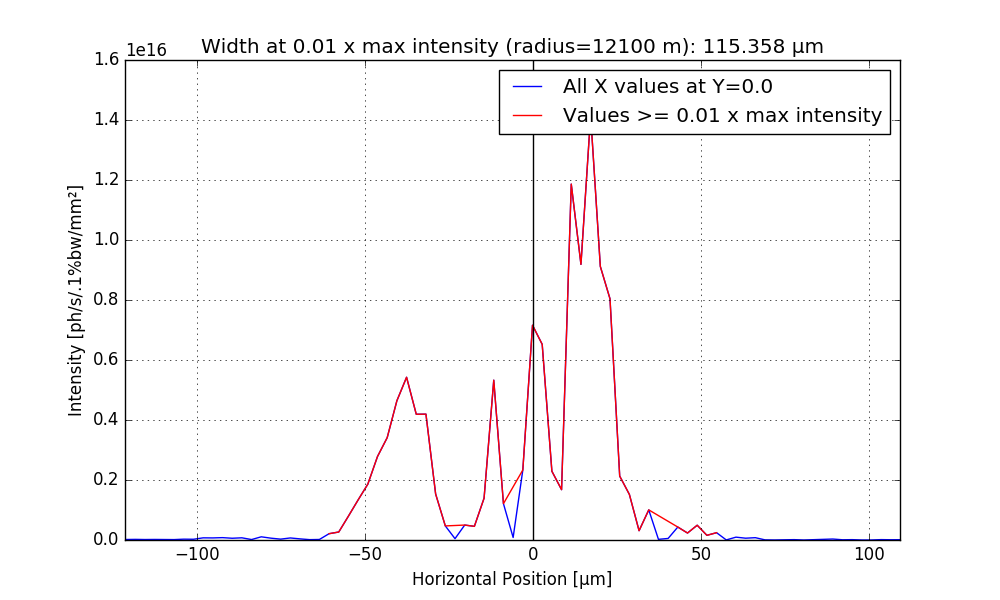 Width at 0.01 x max intensity (radius=12100 m): 115.358 µm
1e16
All X values at Y=0.0
Values >= 0.01 x max intensity
1.6
1.4
1.2
1.0
0.8
0.6
0.4
0.2
0.0
Intensity [ph/s/.1%bw/mm²]
−100
−50
0
50
100
Horizontal Position [µm]